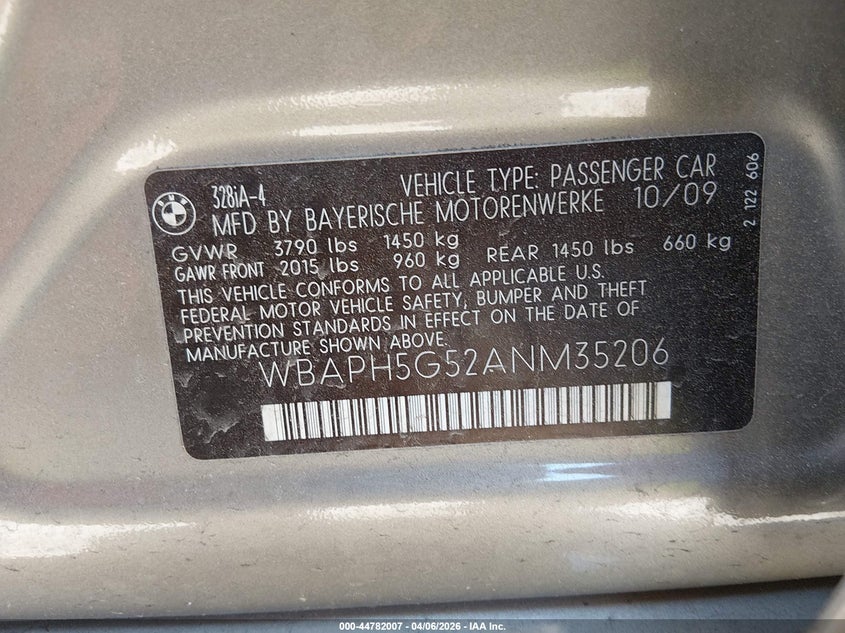 328iA-4
VEHICLE TYPE: PASSENGER CAR
MFD BY BAYERISCHE MOTORENWERKE 10/09
GVWR 3790 lbs 1450 kg
GAWR FRONT 2015 lbs 960 kg REAR 1450 lbs 660 kg
THIS VEHICLE CONFORMS TO ALL APPLICABLE U.S.
FEDERAL MOTOR VEHICLE SAFETY, BUMPER AND THEFT
PREVENTION STANDARDS IN EFFECT ON THE DATE OF
MANUFACTURE SHOWN ABOVE.
WBAPH5G52ANM35206
2 122 606
000-44782007 - 04/06/2026 - IAA Inc.